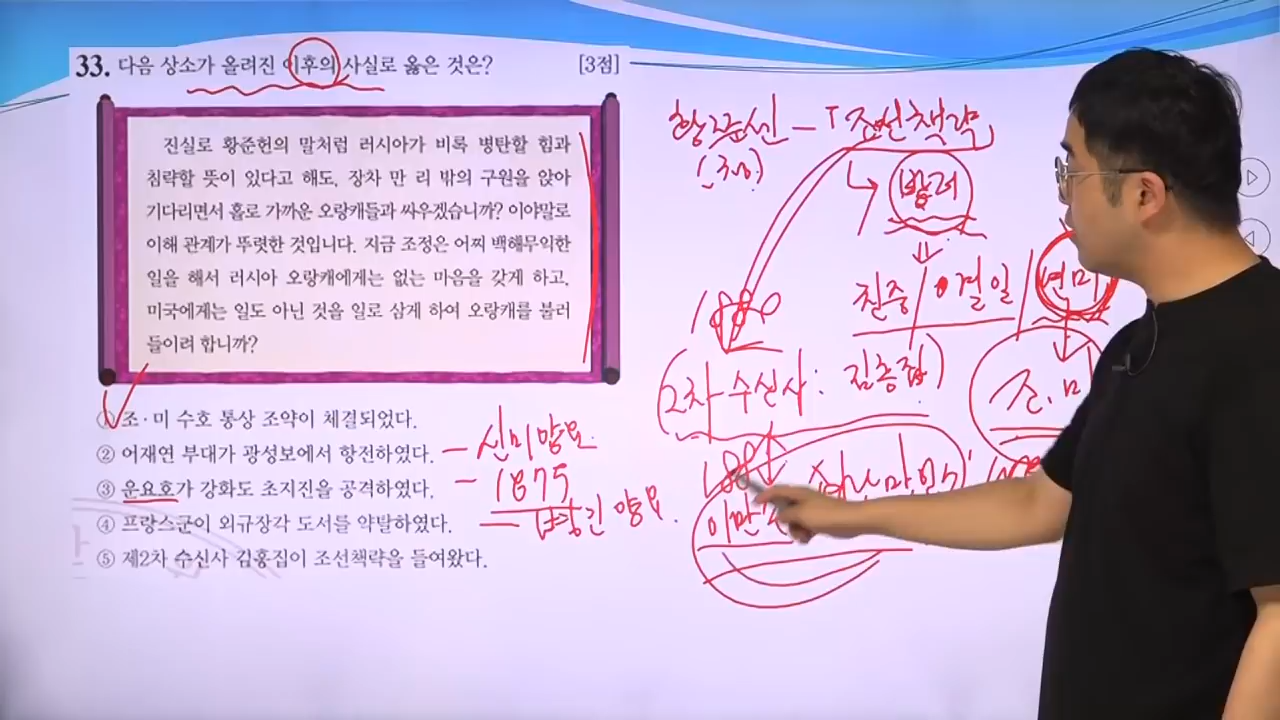 33. 다음 상소가 올려진 이후의 사실로 옳은 것은? [3점]
진실로 황준헌의 말처럼 러시아가 비록 병탄할 힘과
침략할 뜻이 있다고 해도, 장차 만 리 밖의 구원을 앉아
기다리면서 홀로 가까운 오랑캐들과 싸우겠습니까? 이야말로
이해 관계가 뚜렷한 것입니다. 지금 조정은 어찌 백해무익한
일을 해서 러시아 오랑캐에게는 없는 마음을 갖게 하고,
미국에게는 일도 아닌 것을 일로 삼게 하여 오랑캐를 불러
들이려 합니까?
① 조·미 수호 통상 조약이 체결되었다.
② 어재연 부대가 광성보에서 항전하였다. - 신미양요.
③ 운요호가 강화도 초지진을 공격하였다. - 1875
④ 프랑스군이 외규장각 도서를 약탈하였다. - 병인양요.
⑤ 제2차 수신사 김홍집이 조선책략을 들여왔다.
황준헌 - 「조선책략」
방러
친중/결일/연미
1880
2차 수신사: 김홍집
조.미
영남만인소